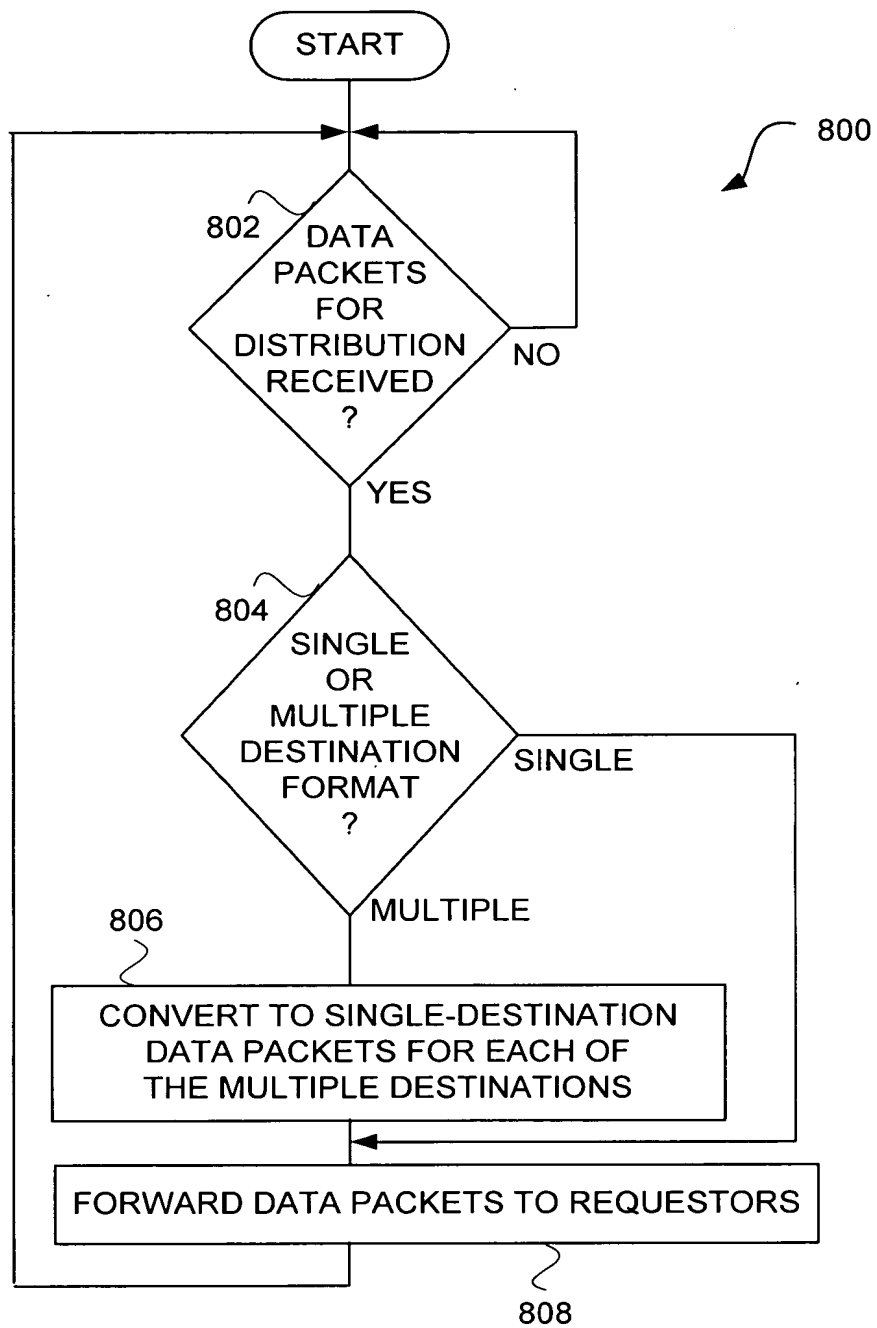 START
800
802
DATA
PACKETS
FOR
DISTRIBUTION
RECEIVED
?
NO
YES
804
SINGLE
OR
MULTIPLE
DESTINATION
FORMAT
?
SINGLE
MULTIPLE
806
CONVERT TO SINGLE-DESTINATION
DATA PACKETS FOR EACH OF
THE MULTIPLE DESTINATIONS
FORWARD DATA PACKETS TO REQUESTORS
808